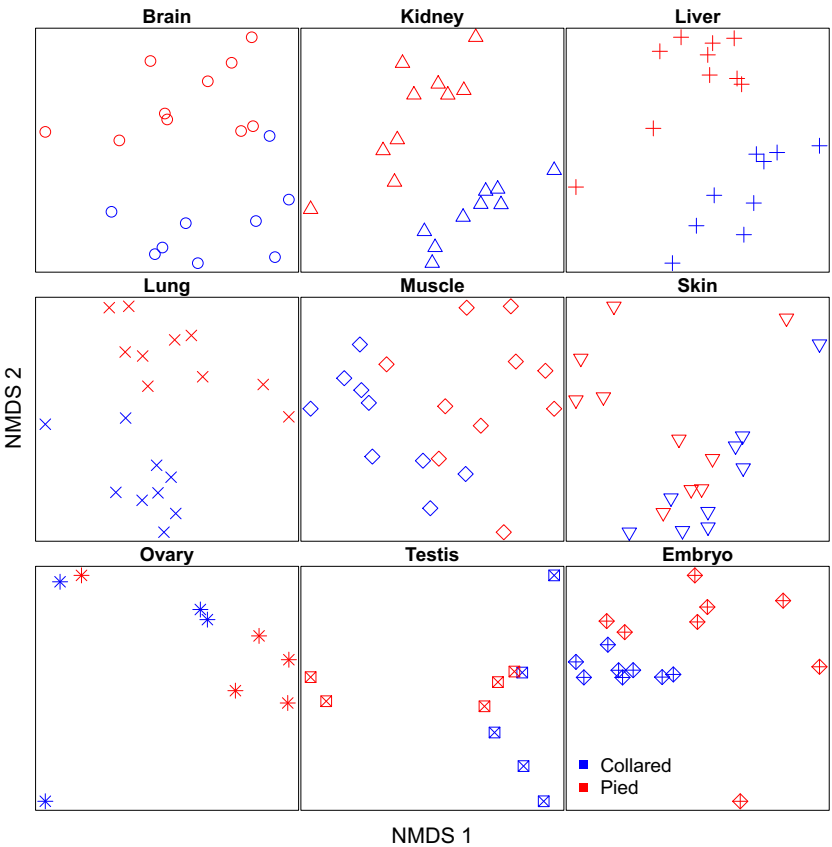 Brain Kidney Liver
Lung Muscle Skin
NMDS 2
Ovary Testis Embryo
Collared
Pied
NMDS 1